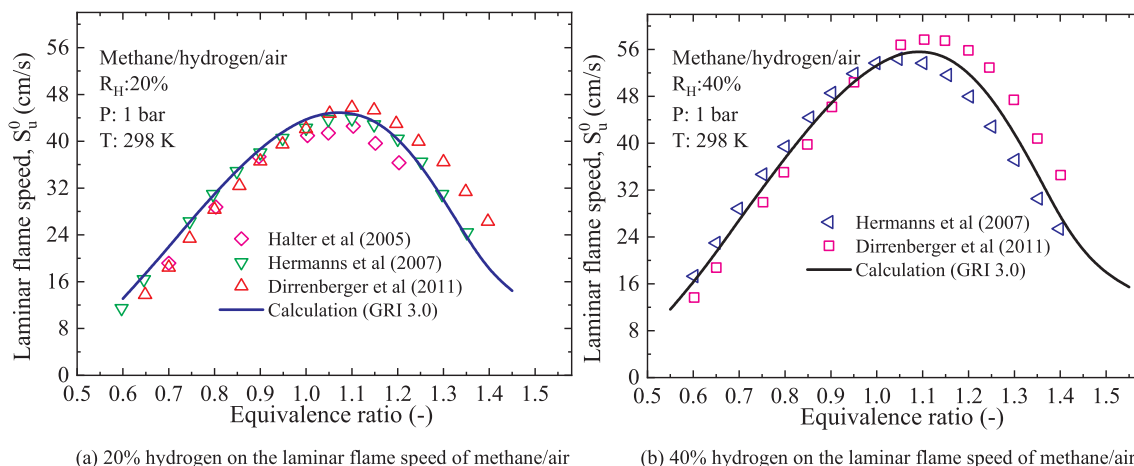 Laminar flame speed, S_u^0 (cm/s)
56
48
40
32
24
16
8
0
Methane/hydrogen/air
R_H:20%
P: 1 bar
T: 298 K
Halter et al (2005)
Hermanns et al (2007)
Dirrenberger et al (2011)
Calculation (GRI 3.0)
0.5 0.6 0.7 0.8 0.9 1.0 1.1 1.2 1.3 1.4 1.5
Equivalence ratio (-)
(a) 20% hydrogen on the laminar flame speed of methane/air
Laminar flame speed, S_u^0 (cm/s)
56
48
40
32
24
16
8
0
Methane/hydrogen/air
R_H:40%
P: 1 bar
T: 298 K
Hermanns et al (2007)
Dirrenberger et al (2011)
Calculation (GRI 3.0)
0.5 0.6 0.7 0.8 0.9 1.0 1.1 1.2 1.3 1.4 1.5
Equivalence ratio (-)
(b) 40% hydrogen on the laminar flame speed of methane/air